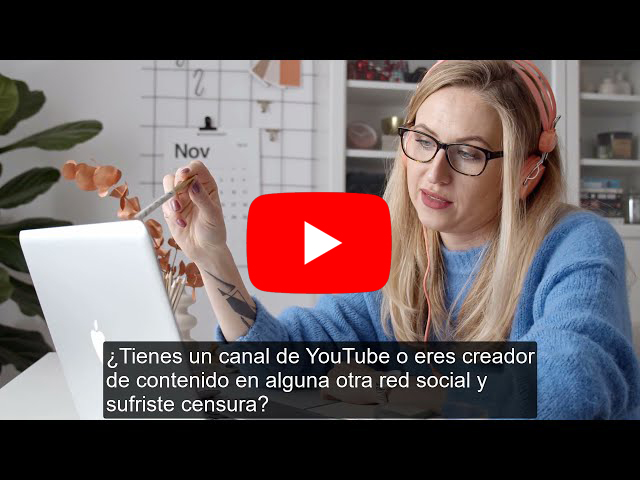 Nov
¿Tienes un canal de YouTube o eres creador
de contenido en alguna otra red social y
sufriste censura?